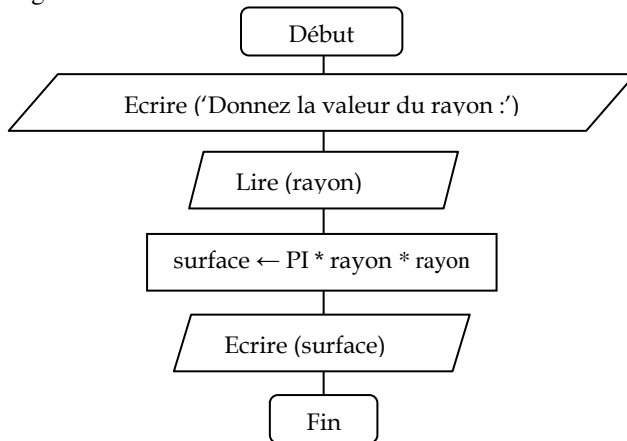 Début
Ecrire (‘Donnez la valeur du rayon :’)
Lire (rayon)
surface ← PI * rayon * rayon
Ecrire (surface)
Fin